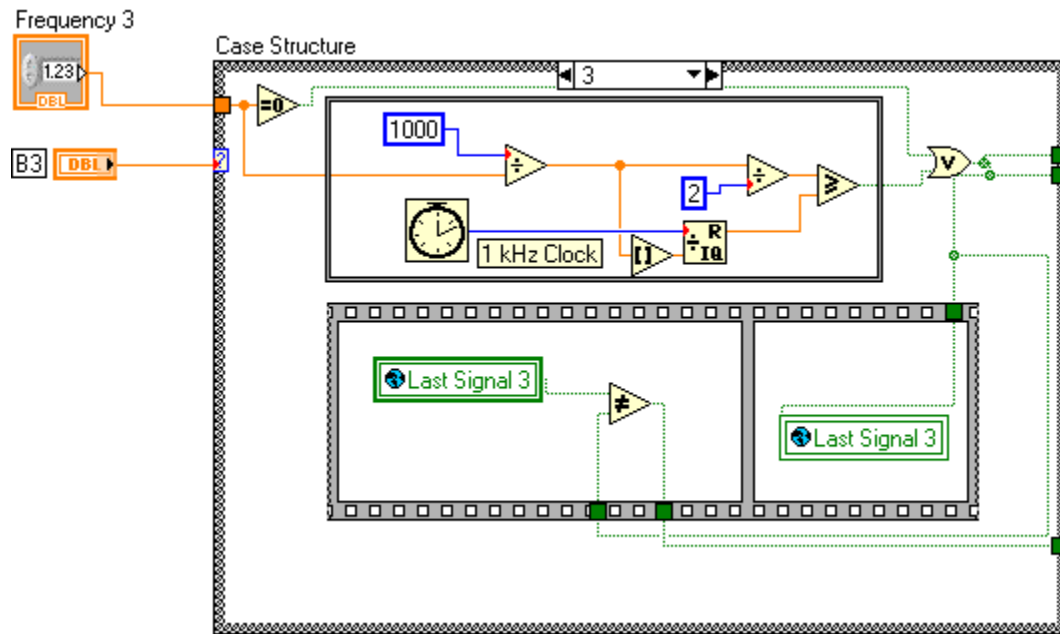 Frequency 3
1.23
DBL
Case Structure
3
=0
1000
B3
DBL
?
÷
÷
2
≥
V
R
÷ IQ
[ ]
1 kHz Clock
Last Signal 3
≠
Last Signal 3